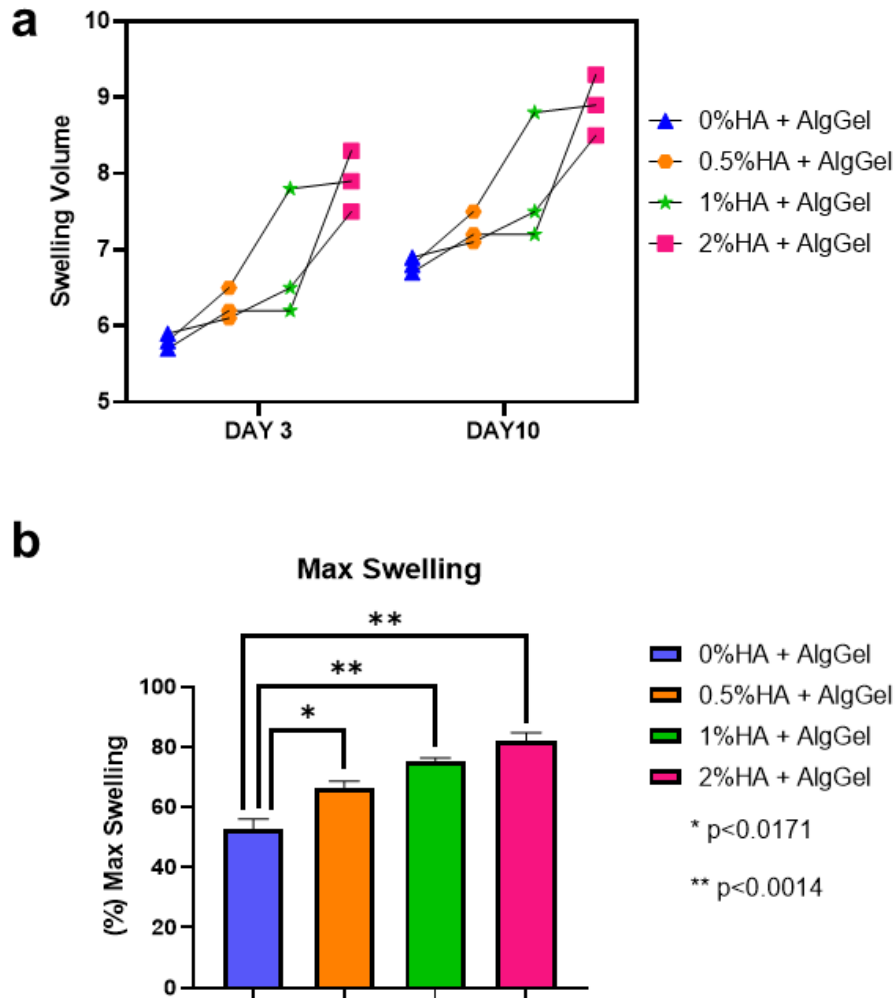 a
10
9
8
7
6
5
Swelling Volume
DAY 3
DAY10
0%HA + AlgGel
0.5%HA + AlgGel
1%HA + AlgGel
2%HA + AlgGel
b
Max Swelling
**
**
*
100
80
60
40
20
0
(%) Max Swelling
0%HA + AlgGel
0.5%HA + AlgGel
1%HA + AlgGel
2%HA + AlgGel
* p<0.0171
** p<0.0014